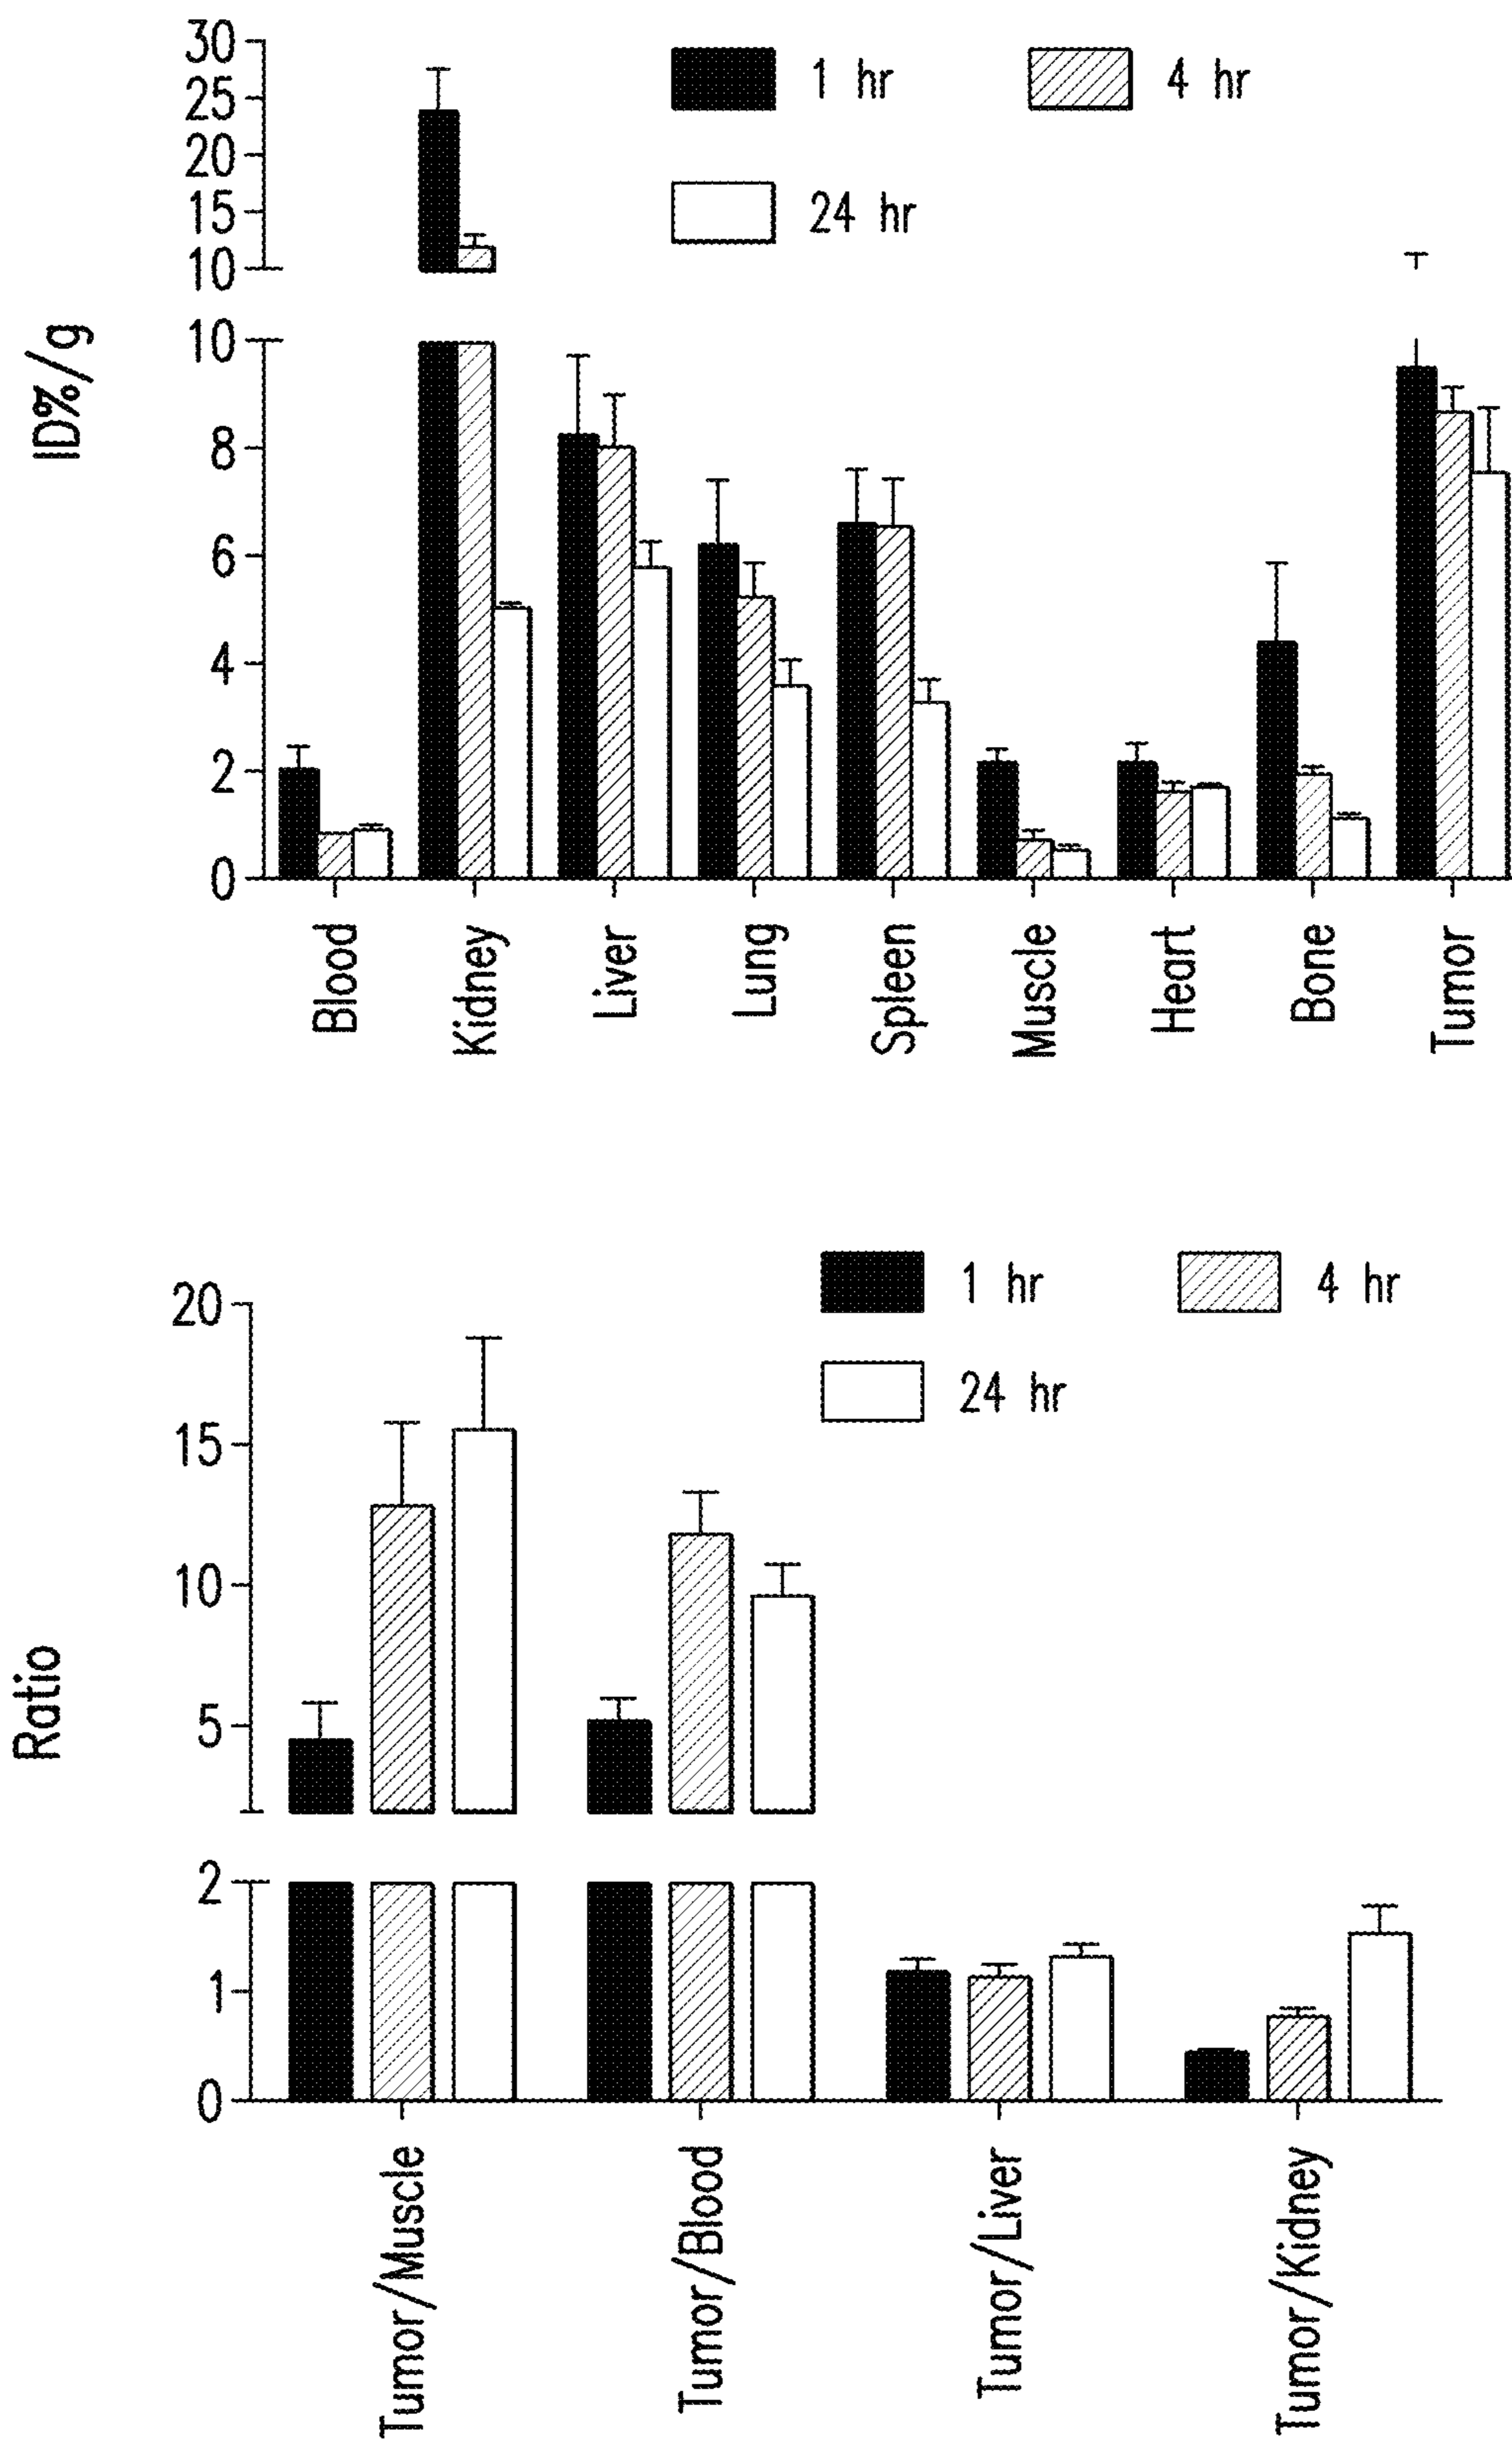 ID%/g
30
25
20
15
10
10
8
6
4
2
0
1 hr
4 hr
24 hr
Blood
Kidney
Liver
Lung
Spleen
Muscle
Heart
Bone
Tumor
Ratio
20
15
10
5
2
1
0
1 hr
4 hr
24 hr
Tumor/Muscle
Tumor/Blood
Tumor/Liver
Tumor/Kidney